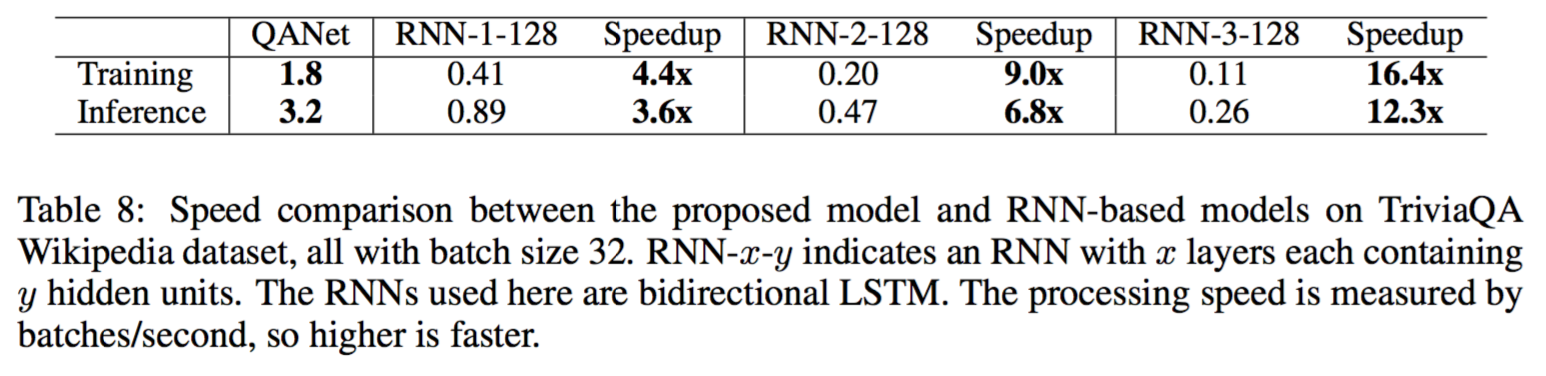 QANet RNN-1-128 Speedup RNN-2-128 Speedup RNN-3-128 Speedup
Training 1.8 0.41 4.4x 0.20 9.0x 0.11 16.4x
Inference 3.2 0.89 3.6x 0.47 6.8x 0.26 12.3x
Table 8: Speed comparison between the proposed model and RNN-based models on TriviaQA
Wikipedia dataset, all with batch size 32. RNN-x-y indicates an RNN with x layers each containing
y hidden units. The RNNs used here are bidirectional LSTM. The processing speed is measured by
batches/second, so higher is faster.